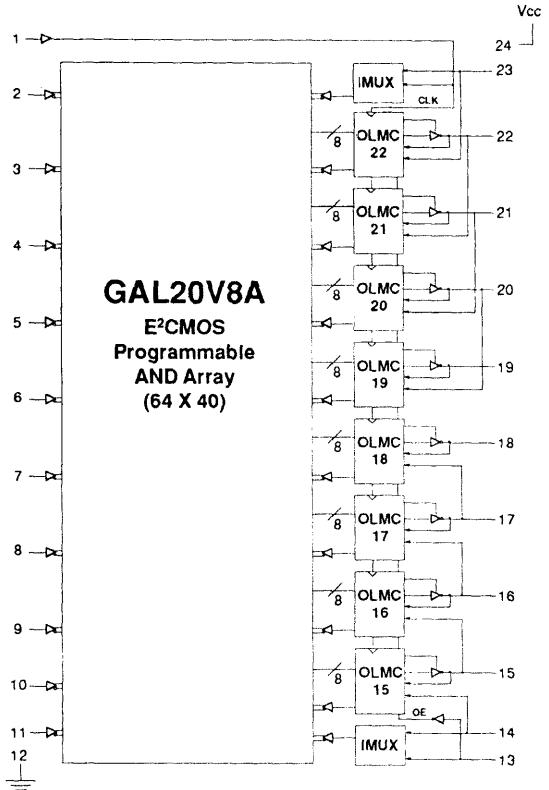 Vcc
1
24
23
2
IMUX
CLK
8
OLMC
22
22
3
8
OLMC
21
21
4
GAL20V8A
E²CMOS
Programmable
AND Array
(64 X 40)
8
OLMC
20
20
5
8
OLMC
19
19
6
8
OLMC
18
18
7
8
OLMC
17
17
8
8
OLMC
16
16
9
8
OLMC
15
15
10
OE
11
14
IMUX
12
13